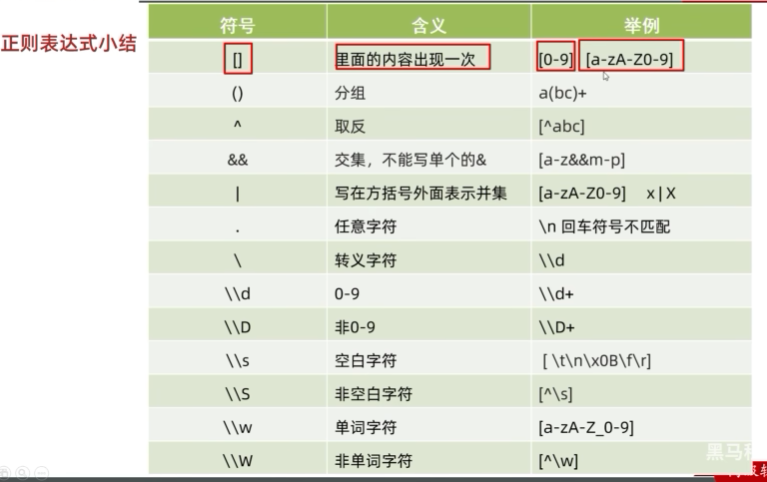 正则表达式小结
符号 含义 举例
[] 里面的内容出现一次 [0-9] [a-zA-Z0-9]
() 分组 a(bc)+
^ 取反 [^abc]
&& 交集，不能写单个的& [a-z&&m-p]
| 写在方括号外面表示并集 [a-zA-Z0-9] x|X
. 任意字符 \n 回车符号不匹配
\ 转义字符 \\d
\\d 0-9 \\d+
\\D 非0-9 \\D+
\\s 空白字符 [ \t\n\x0B\f\r]
\\S 非空白字符 [^\s]
\\w 单词字符 [a-zA-Z_0-9]
\\W 非单词字符 [^\w]
黑马